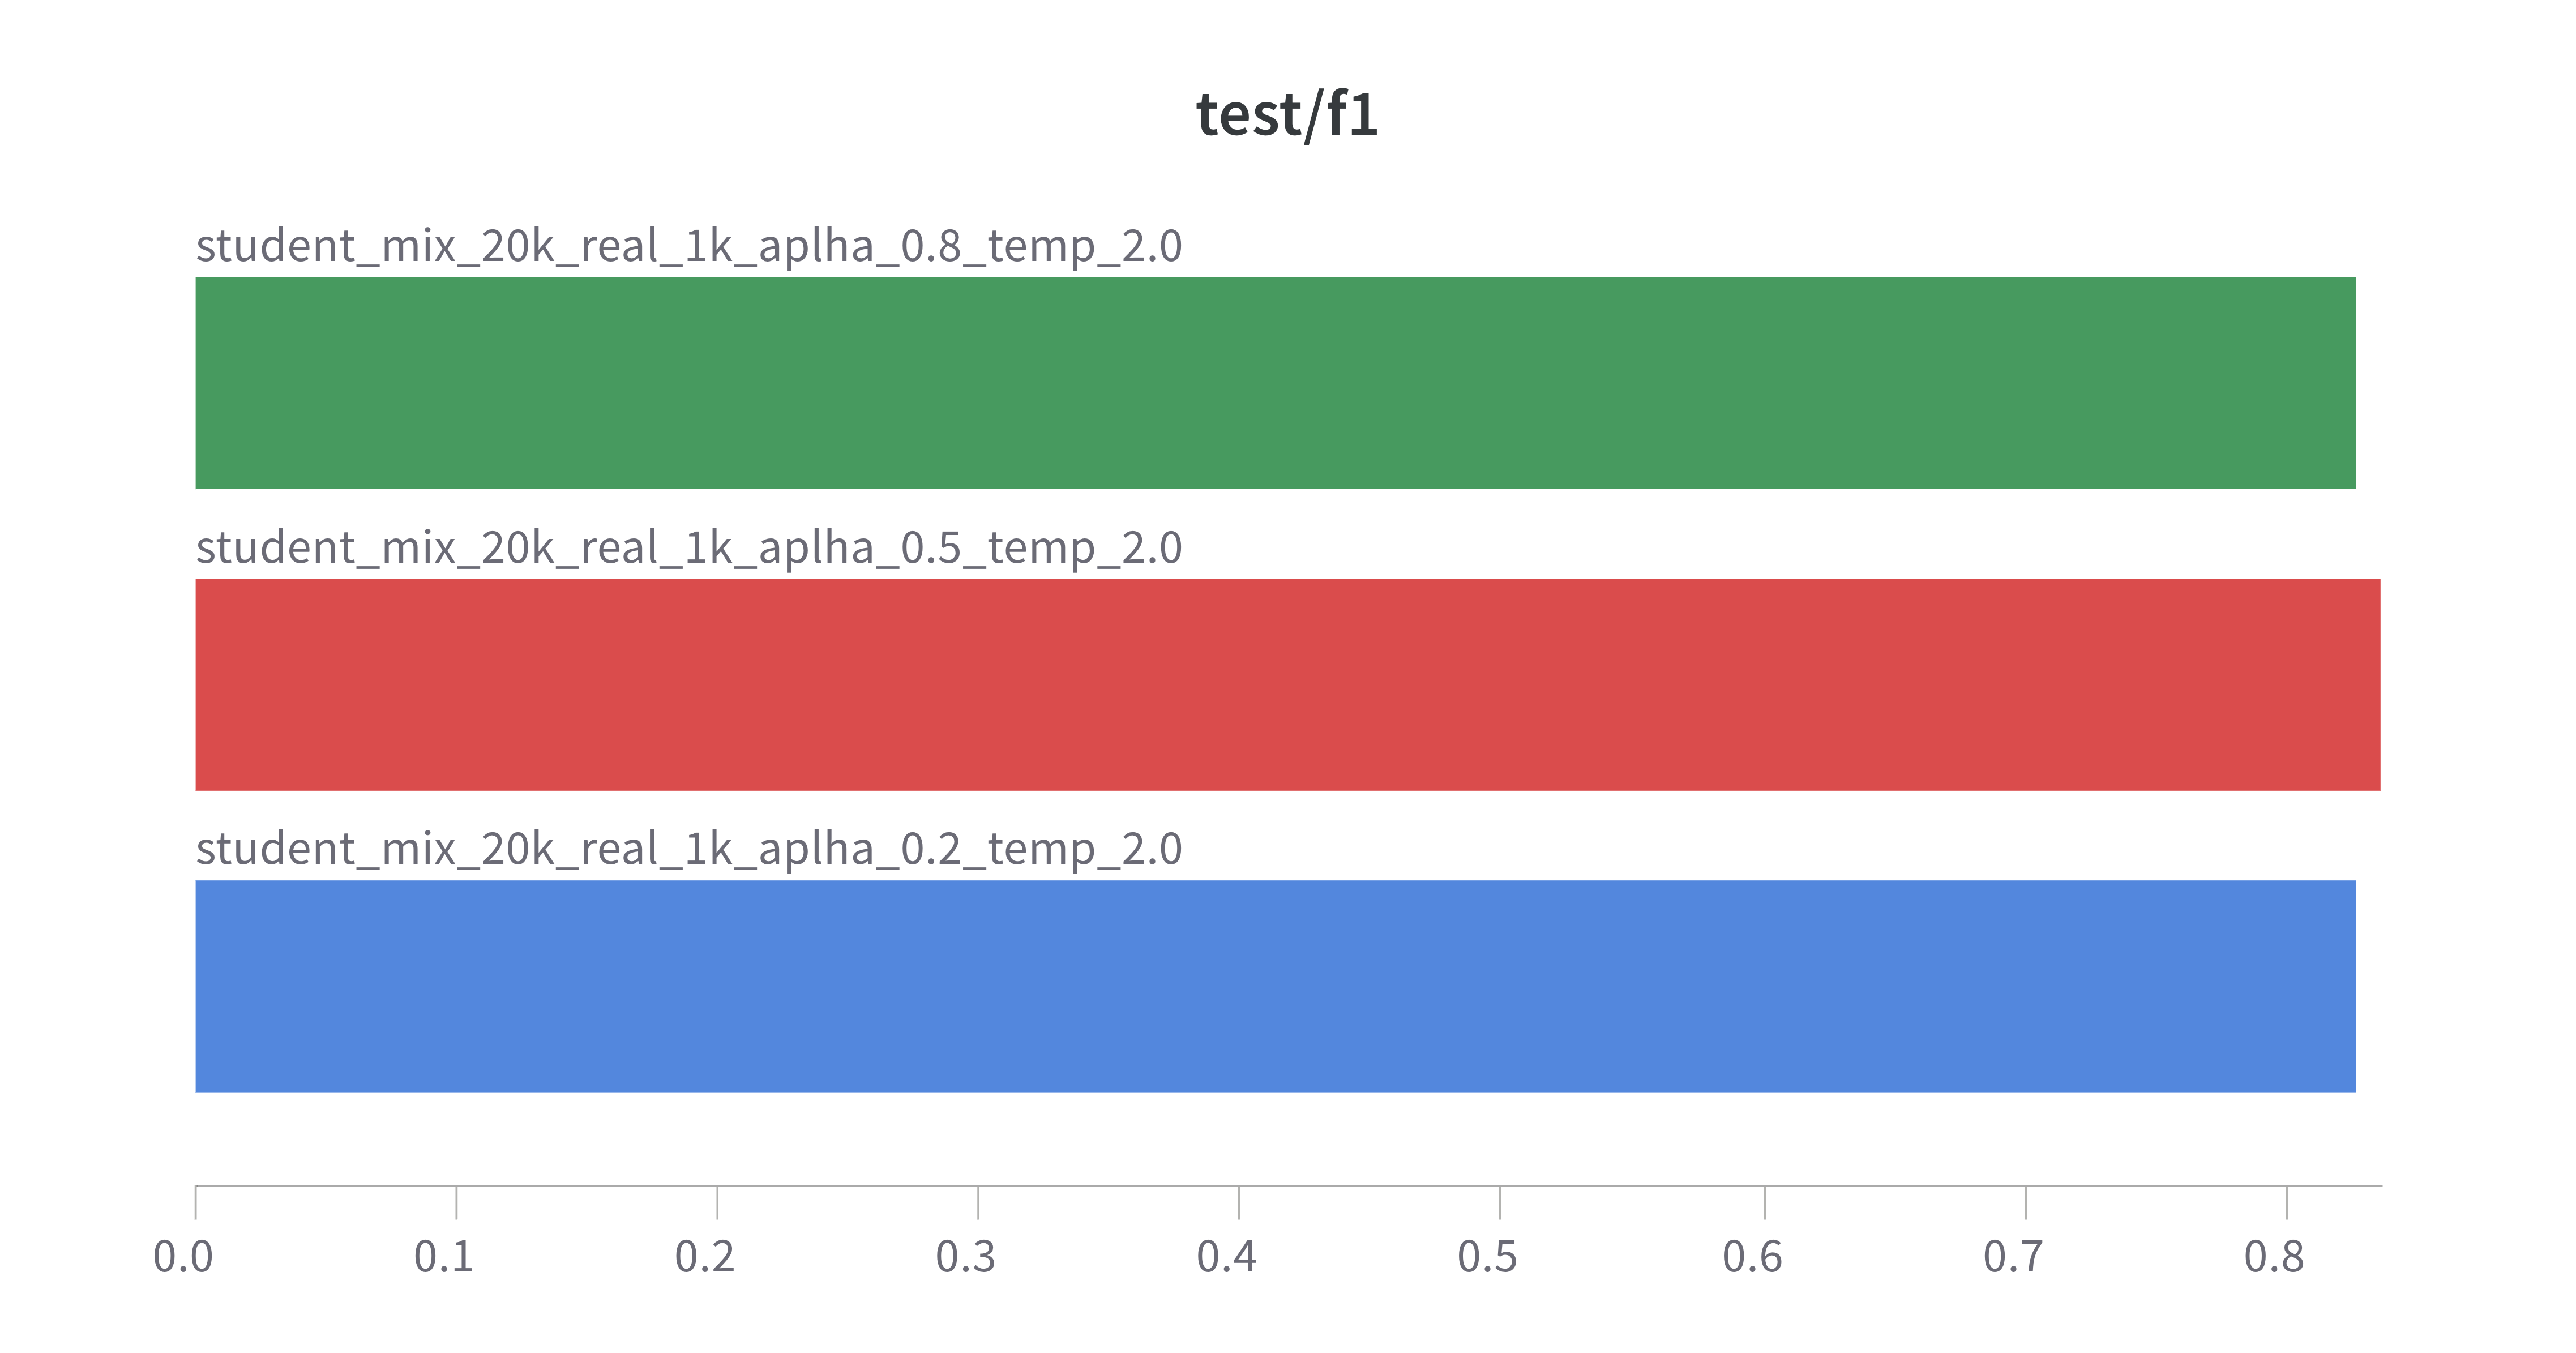 test/f1
student_mix_20k_real_1k_aplha_0.8_temp_2.0
student_mix_20k_real_1k_aplha_0.5_temp_2.0
student_mix_20k_real_1k_aplha_0.2_temp_2.0
0.0 0.1 0.2 0.3 0.4 0.5 0.6 0.7 0.8